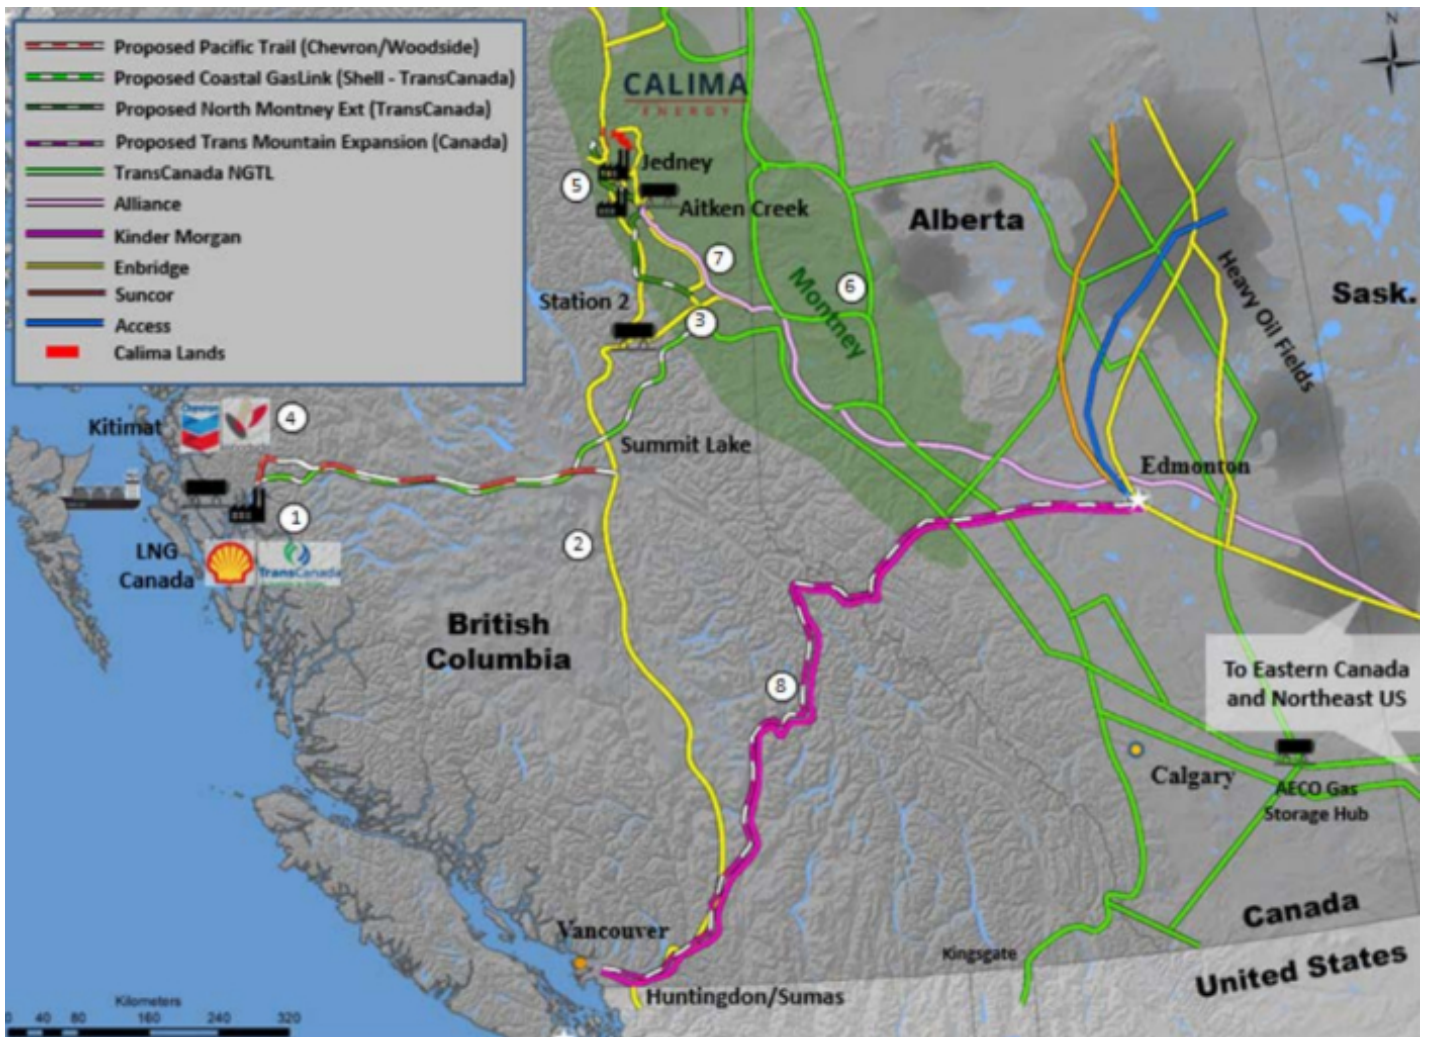 Proposed Pacific Trail (Chevron/Woodside)
Proposed Coastal GasLink (Shell - TransCanada)
Proposed North Montney Ext (TransCanada)
Proposed Trans Mountain Expansion (Canada)
TransCanada NGTL
Alliance
Kinder Morgan
Enbridge
Suncor
Access
Calima Lands
N
CALIMA
ENERGY
Jedney
5
Aitken Creek
Alberta
7
6
Montney
Heavy Oil Fields
Sask.
Station 2
3
Kitimat
4
Summit Lake
Edmonton
1
2
LNG
Canada
TransCanada
British
Columbia
8
To Eastern Canada
and Northeast US
Calgary
AECO Gas
Storage Hub
Canada
Vancouver
Kingsgate
United States
Huntingdon/Sumas
Kilometers
0 40 80 160 240 320